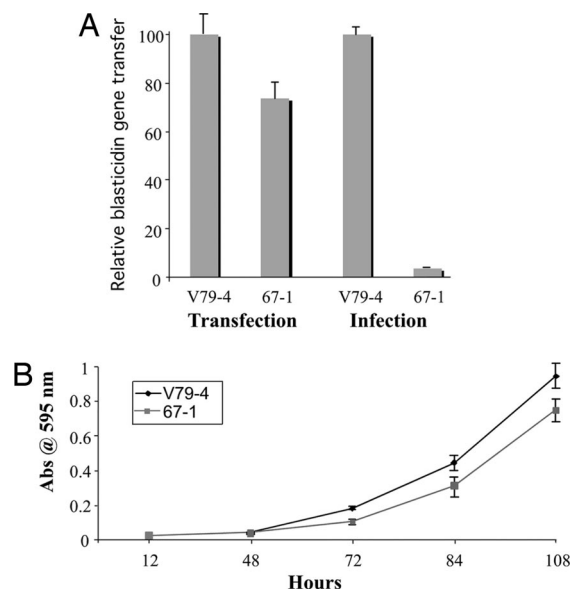 A
Relative blasticidin gene transfer
100
80
60
40
20
0
V79-4 67-1 V79-4 67-1
Transfection Infection
B
Abs @ 595 nm
1
0.8
0.6
0.4
0.2
0
V79-4
67-1
12 48 72 84 108
Hours